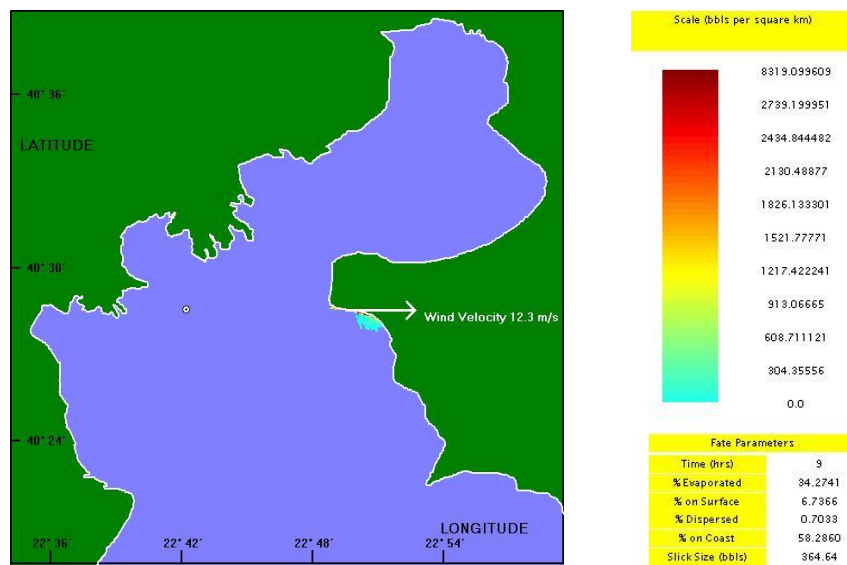 40° 36´
LATITUDE
40° 30´
Wind Velocity 12.3 m/s
40° 24´
LONGITUDE
22° 36´ 22° 42´ 22° 48´ 22° 54´
Scale (bbls per square km)
8319.099609
2739.199951
2434.844482
2130.48877
1826.133301
1521.77771
1217.422241
913.06665
608.711121
304.35556
0.0
Fate Parameters
Time (hrs) 9
% Evaporated 34.2741
% on Surface 6.7366
% Dispersed 0.7033
% on Coast 58.2860
Slick Size (bbls) 364.64